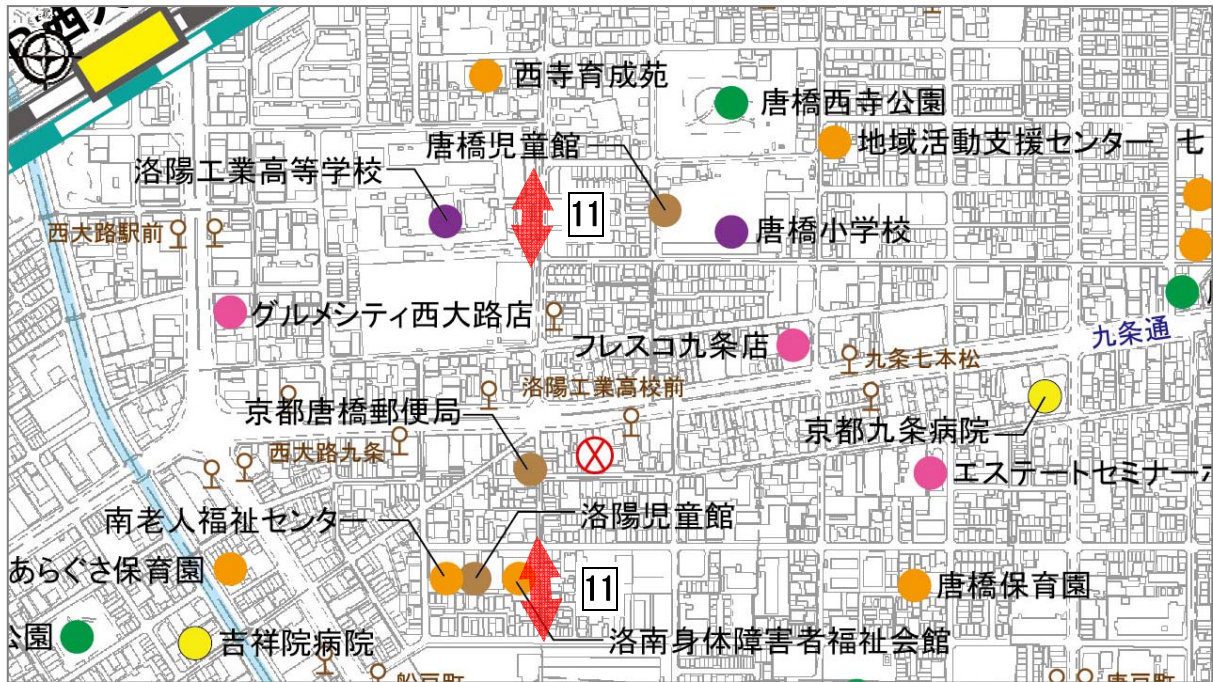 西寺育成苑
唐橋西寺公園
唐橋児童館
地域活動支援センター 七
洛陽工業高等学校
11
西大路駅前
唐橋小学校
グルメシティ西大路店
フレスコ九条店
九条通
九条七本松
洛陽工業高校前
京都唐橋郵便局
京都九条病院
西大路九条
エステートセミナー
南老人福祉センター
洛陽児童館
あらぐさ保育園
11
唐橋保育園
公園
吉祥院病院
洛南身体障害者福祉会館